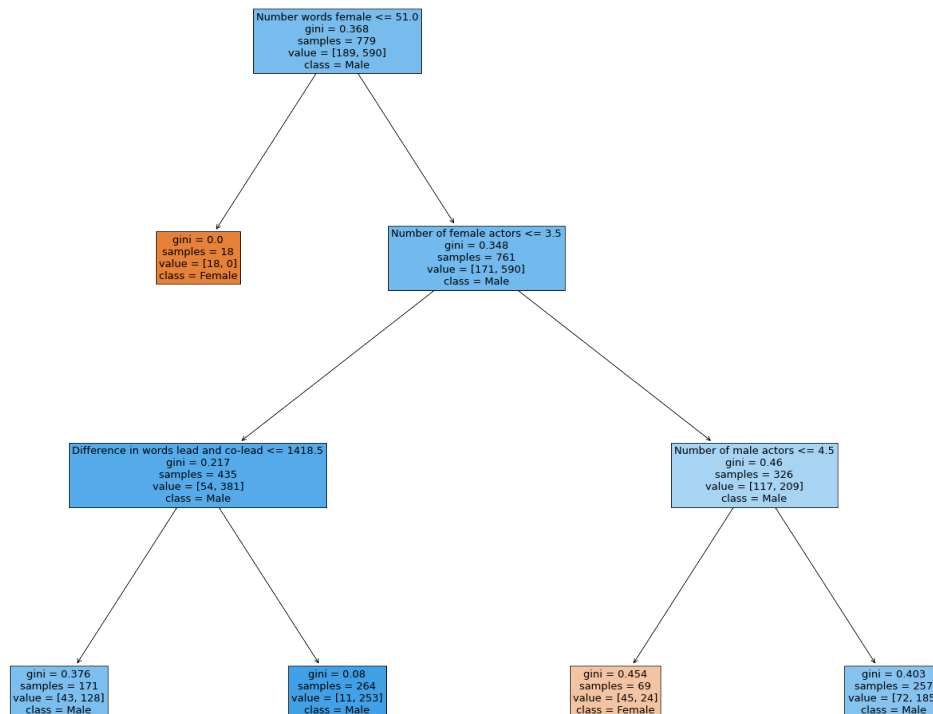 Number words female <= 51.0
gini = 0.368
samples = 779
value = [189, 590]
class = Male
gini = 0.0
samples = 18
value = [18, 0]
class = Female
Number of female actors <= 3.5
gini = 0.348
samples = 761
value = [171, 590]
class = Male
Difference in words lead and co-lead <= 1418.5
gini = 0.217
samples = 435
value = [54, 381]
class = Male
Number of male actors <= 4.5
gini = 0.46
samples = 326
value = [117, 209]
class = Male
gini = 0.376
samples = 171
value = [43, 128]
class = Male
gini = 0.08
samples = 264
value = [11, 253]
class = Male
gini = 0.454
samples = 69
value = [45, 24]
class = Female
gini = 0.403
samples = 257
value = [72, 185
class = Male